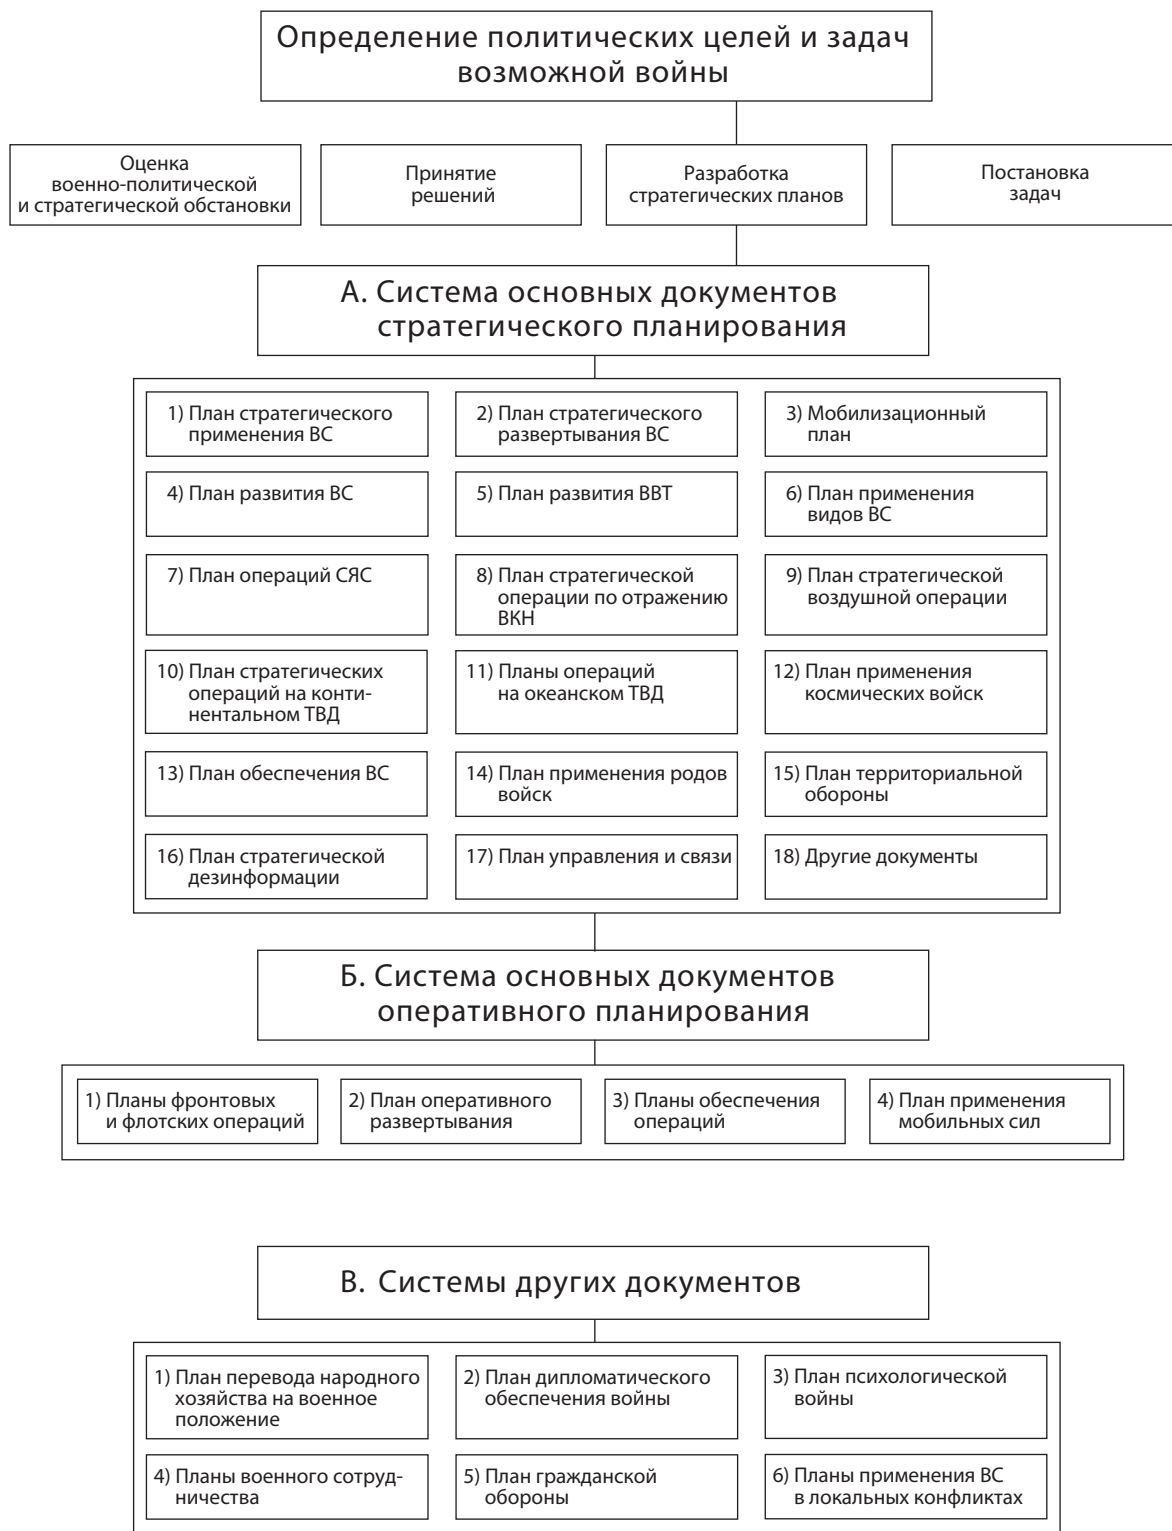 Определение политических целей и задач
возможной войны
Оценка
военно-политической
и стратегической обстановки
Принятие
решений
Разработка
стратегических планов
Постановка
задач
А. Система основных документов
стратегического планирования
1) План стратегического
применения ВС
2) План стратегического
развертывания ВС
3) Мобилизационный
план
4) План развития ВС
5) План развития ВВТ
6) План применения
видов ВС
7) План операций СЯС
8) План стратегической
операции по отражению
ВКН
9) План стратегической
воздушной операции
10) План стратегических
операций на конти-
нентальном ТВД
11) Планы операций
на океанском ТВД
12) План применения
космических войск
13) План обеспечения ВС
14) План применения родов
войск
15) План территориальной
обороны
16) План стратегической
дезинформации
17) План управления и связи
18) Другие документы
Б. Система основных документов
оперативного планирования
1) Планы фронтовых
и флотских операций
2) План оперативного
развертывания
3) Планы обеспечения
операций
4) План применения
мобильных сил
В. Системы других документов
1) План перевода народного
хозяйства на военное
положение
2) План дипломатического
обеспечения войны
3) План психологической
войны
4) Планы военного сотруд-
ничества
5) План гражданской
обороны
6) Планы применения ВС
в локальных конфликтах